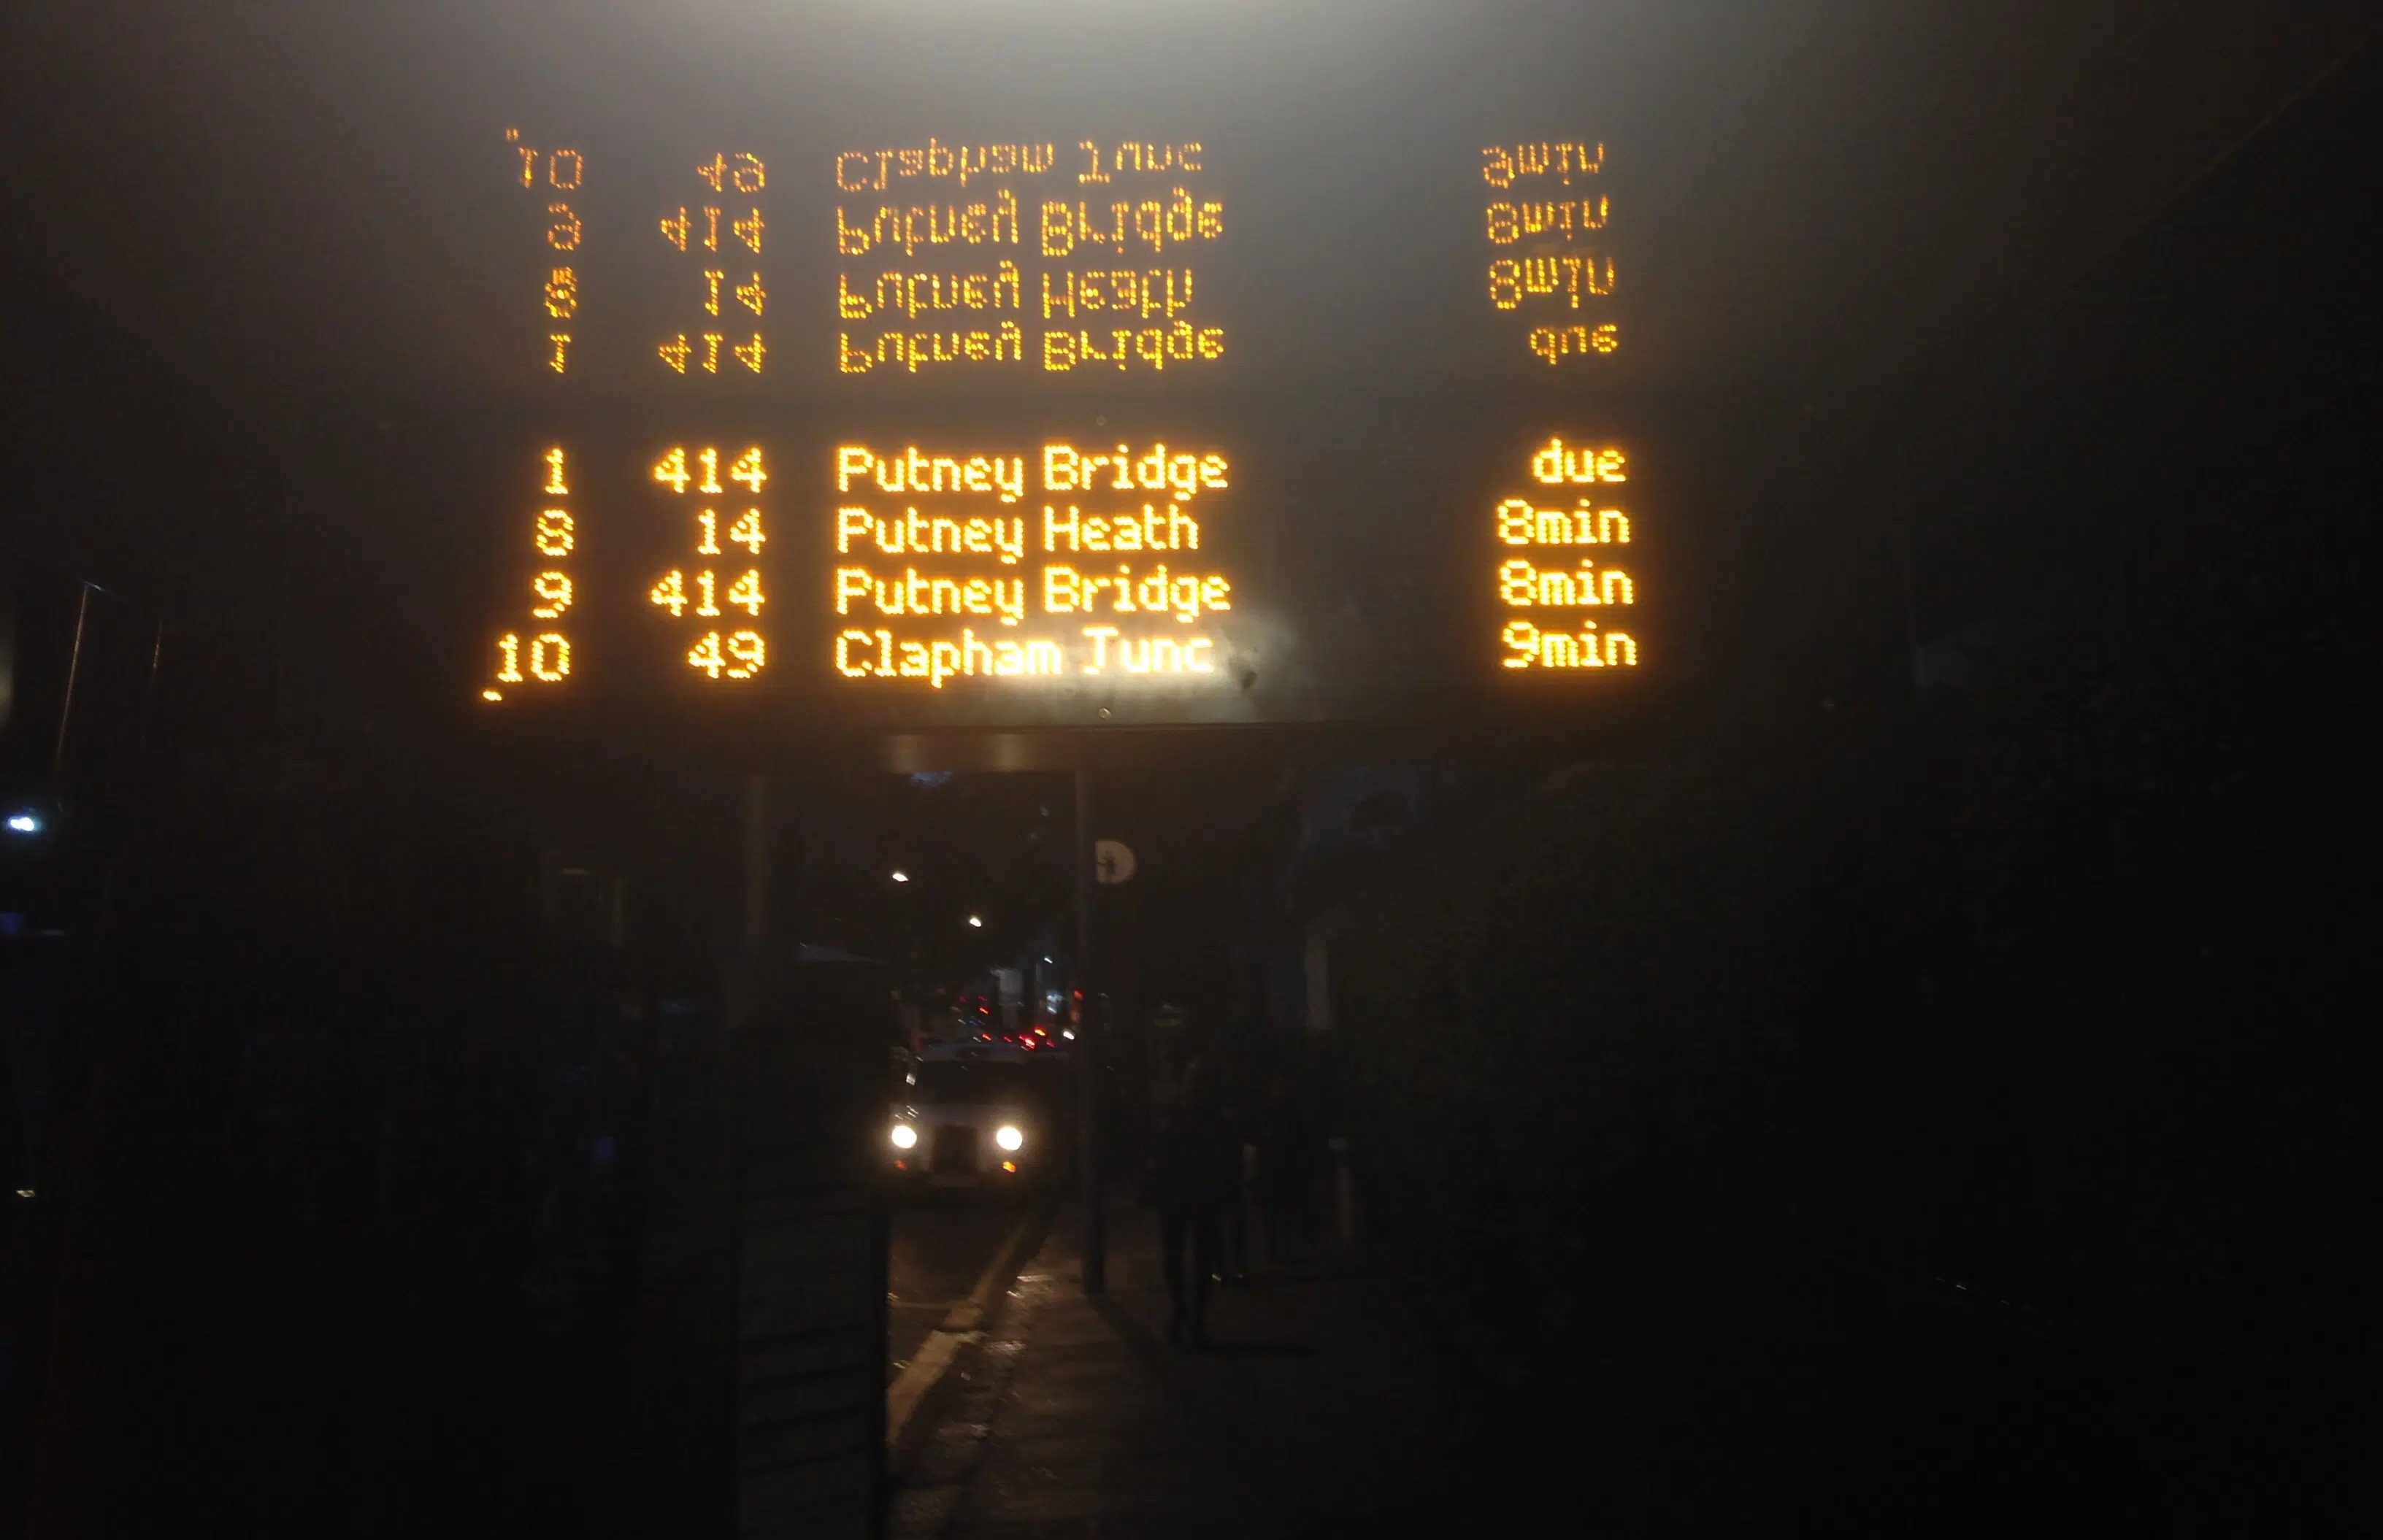 1 414 Putney Bridge due
8 14 Putney Heath 8min
9 414 Putney Bridge 8min
10 49 Clapham Junc 9min